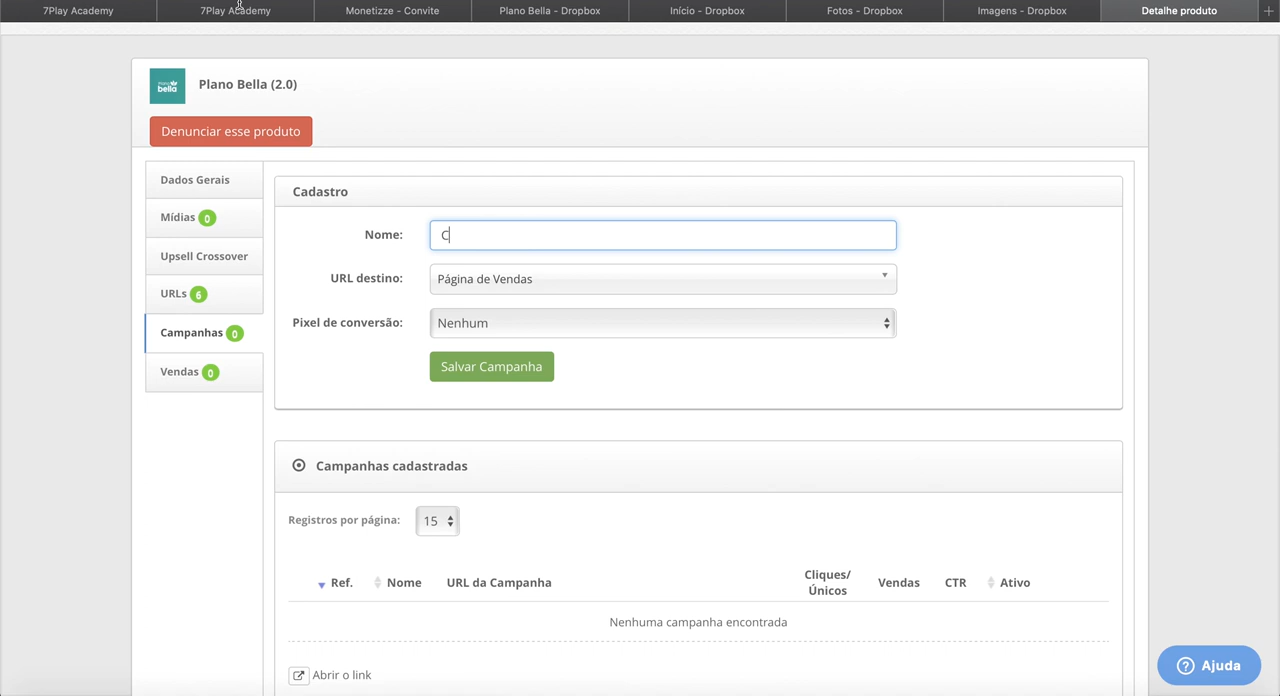 7Play Academy
7Play Academy
Monetizze - Convite
Plano Bella - Dropbox
Início - Dropbox
Fotos - Dropbox
Imagens - Dropbox
Detalhe produto
bella
Plano Bella (2.0)
Denunciar esse produto
Dados Gerais
Mídias 0
Upsell Crossover
URLs 6
Campanhas 0
Vendas 0
Cadastro
Nome: C
URL destino: Página de Vendas
Pixel de conversão: Nenhum
Salvar Campanha
Campanhas cadastradas
Registros por página: 15
Ref. Nome URL da Campanha Cliques/ Vendas CTR Ativo
Únicos
Nenhuma campanha encontrada
Abrir o link
Ajuda